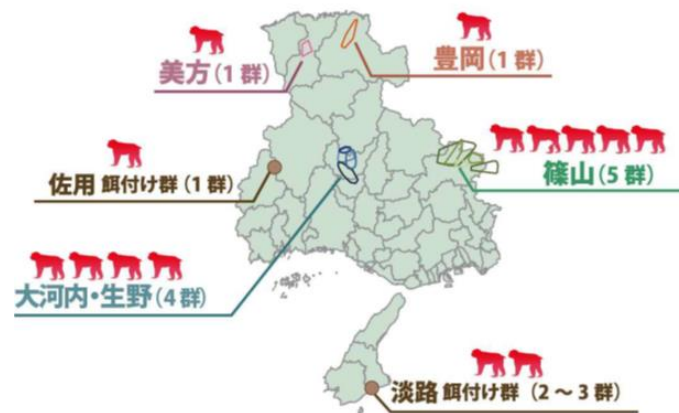 美方(1群)
豊岡(1群)
佐用 餌付け群(1群)
篠山(5群)
大河内・生野(4群)
淡路 餌付け群(2〜3群)